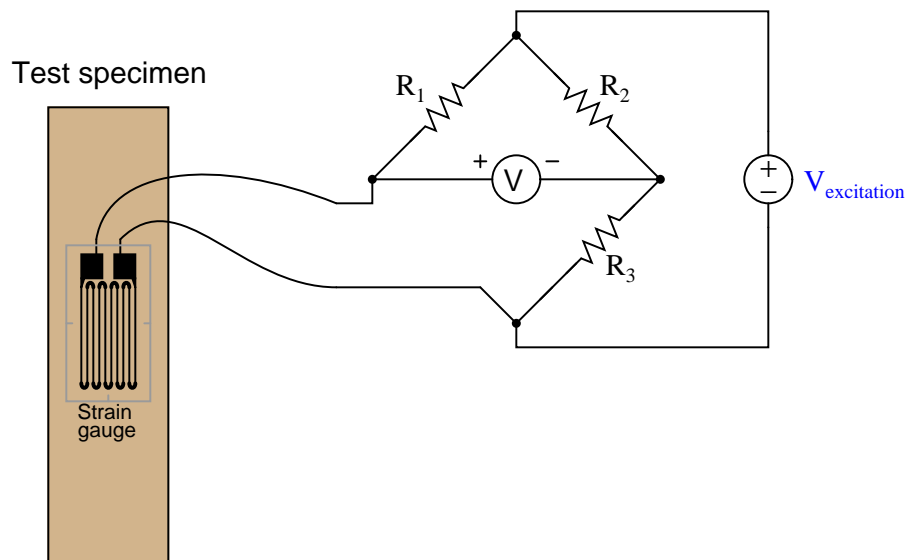 Test specimen
R1
R2
+
−
V
+
−
Vexcitation
R3
Strain
gauge